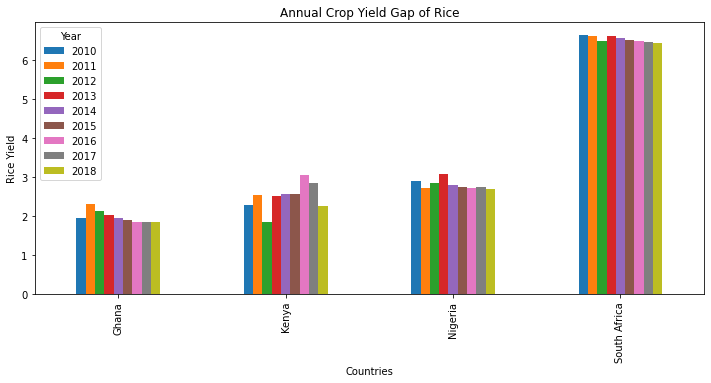 Annual Crop Yield Gap of Rice
Year
2010
2011
2012
2013
2014
2015
2016
2017
2018
Rice Yield
6
5
4
3
2
1
0
Ghana
Kenya
Nigeria
South Africa
Countries